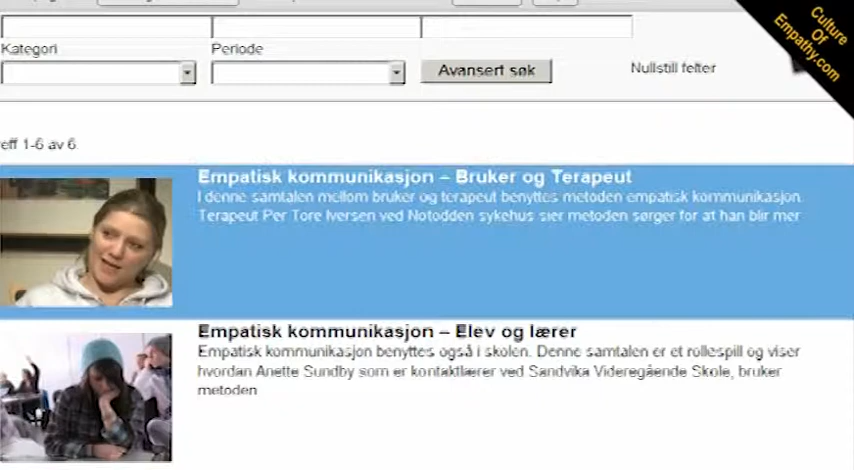 Culture
Of
Empathy.com
Kategori
Periode
Avansert søk
Nullstill felter
eff 1-6 av 6
Empatisk kommunikasjon – Bruker og Terapeut
I denne samtalen mellom bruker og terapeut benyttes metoden empatisk kommunikasjon.
Terapeut Per Tore Iversen ved Notodden sykehus sier metoden sørger for at han blir mer
Empatisk kommunikasjon – Elev og lærer
Empatisk kommunikasjon benyttes også i skolen. Denne samtalen er et rollespill og viser
hvordan Anette Sundby som er kontaktlærer ved Sandvika Videregående Skole, bruker
metoden